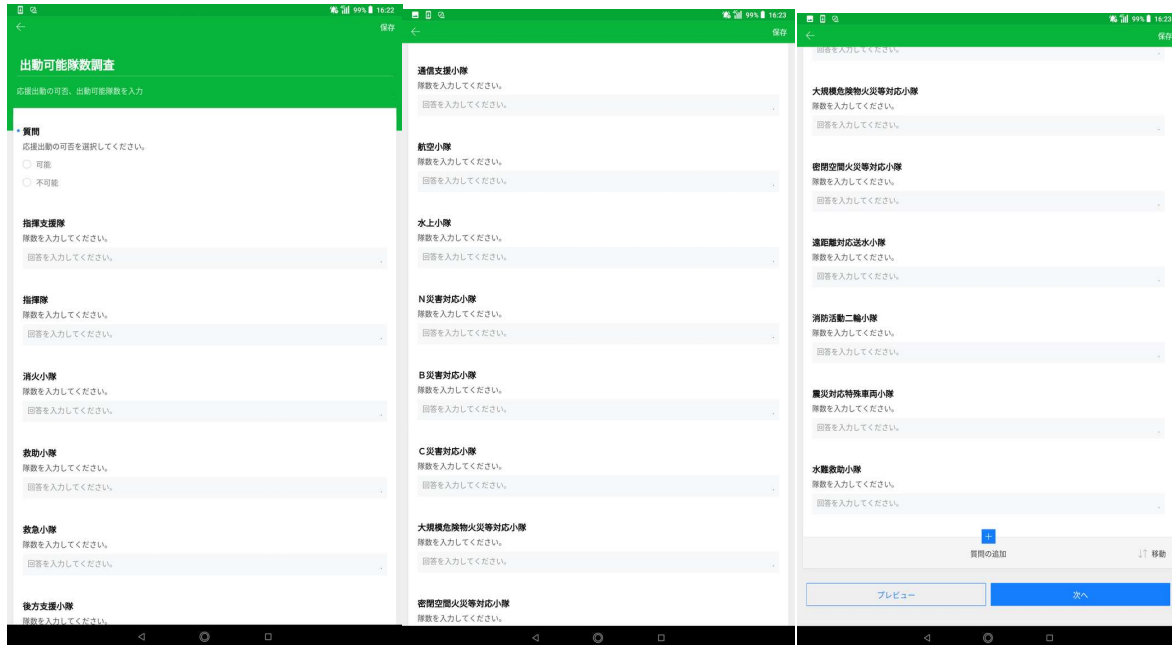 99% 16:22
保存
出動可能隊数調査
応援出動の可否、出動可能隊数を入力
* 質問
応援出動の可否を選択してください。
可能
不可能
指揮支援隊
隊数を入力してください。
回答を入力してください。
指揮隊
隊数を入力してください。
回答を入力してください。
消火小隊
隊数を入力してください。
回答を入力してください。
救助小隊
隊数を入力してください。
回答を入力してください。
救急小隊
隊数を入力してください。
回答を入力してください。
後方支援小隊
隊数を入力してください。
99% 16:23
保存
通信支援小隊
隊数を入力してください。
回答を入力してください。
航空小隊
隊数を入力してください。
回答を入力してください。
水上小隊
隊数を入力してください。
回答を入力してください。
N災害対応小隊
隊数を入力してください。
回答を入力してください。
B災害対応小隊
隊数を入力してください。
回答を入力してください。
C災害対応小隊
隊数を入力してください。
回答を入力してください。
大規模危険物火災等対応小隊
隊数を入力してください。
回答を入力してください。
密閉空間火災等対応小隊
隊数を入力してください。
99% 16:23
保存
回答を入力してください。
大規模危険物火災等対応小隊
隊数を入力してください。
回答を入力してください。
密閉空間火災等対応小隊
隊数を入力してください。
回答を入力してください。
遠距離対応送水小隊
隊数を入力してください。
回答を入力してください。
消防活動二輪小隊
隊数を入力してください。
回答を入力してください。
震災対応特殊車両小隊
隊数を入力してください。
回答を入力してください。
水難救助小隊
隊数を入力してください。
回答を入力してください。
+
質問の追加
↓↑ 移動
プレビュー
次へ